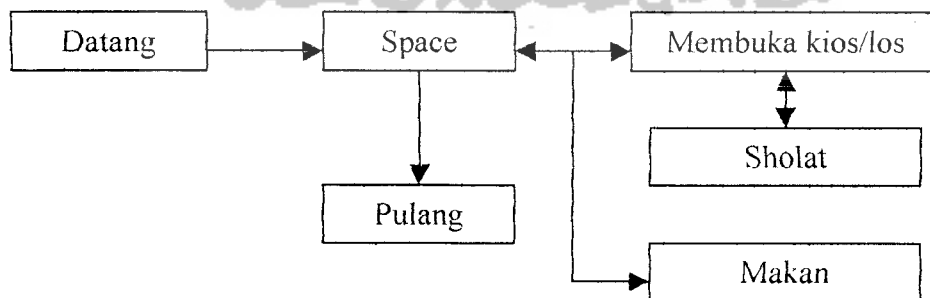 Datang
Space
Membuka kios/los
Sholat
Pulang
Makan